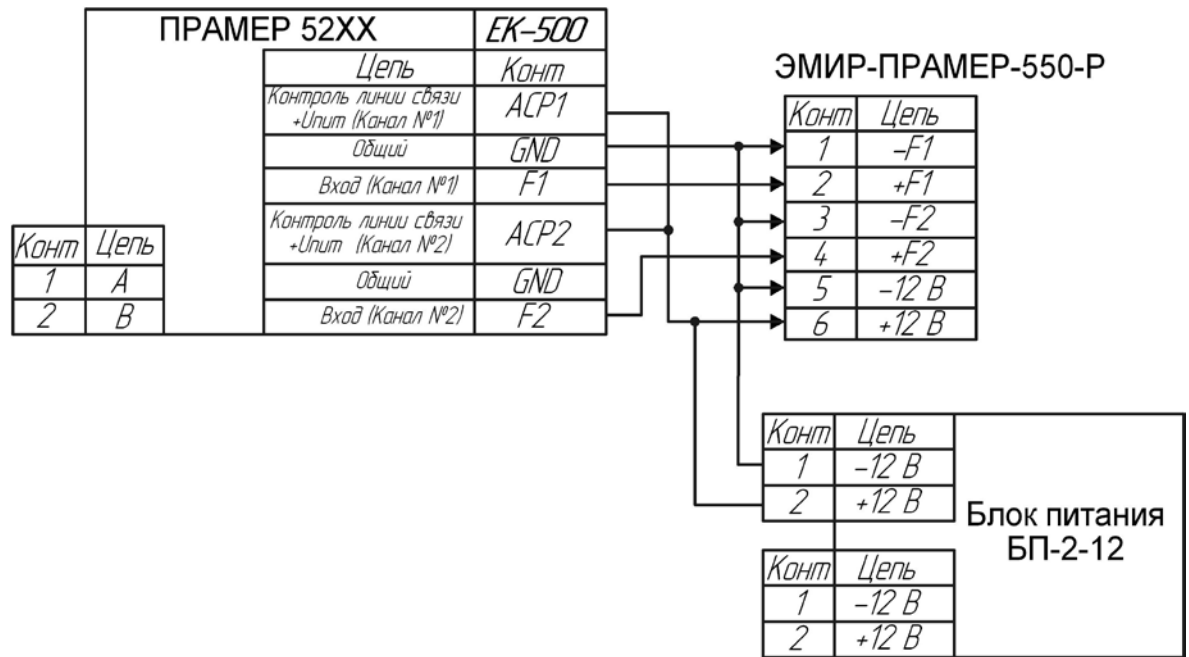 ПРАМЕР 52ХХ
ЕК-500
Цепь
Конт
Контроль линии связи
+Uпит (Канал №1)
АСР1
Общий
GND
Вход (Канал №1)
F1
Контроль линии связи
+Uпит (Канал №2)
АСР2
Общий
GND
Вход (Канал №2)
F2
Конт Цепь
1 А
2 В
ЭМИР-ПРАМЕР-550-Р
Конт Цепь
1 -F1
2 +F1
3 -F2
4 +F2
5 -12 В
6 +12 В
Конт Цепь
1 -12 В
2 +12 В
Конт Цепь
1 -12 В
2 +12 В
Блок питания
БП-2-12